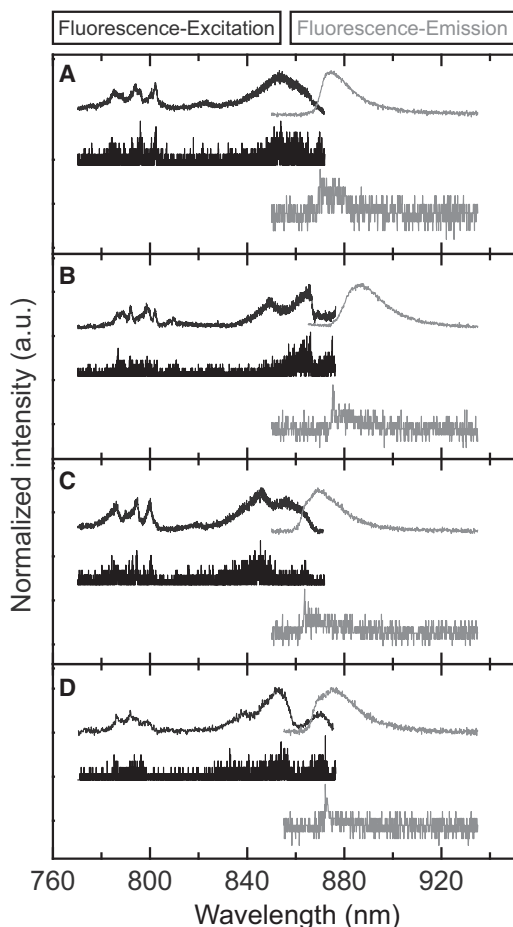 Fluorescence-Excitation Fluorescence-Emission
A
B
C
D
Normalized intensity (a.u.)
760 800 840 880 920
Wavelength (nm)